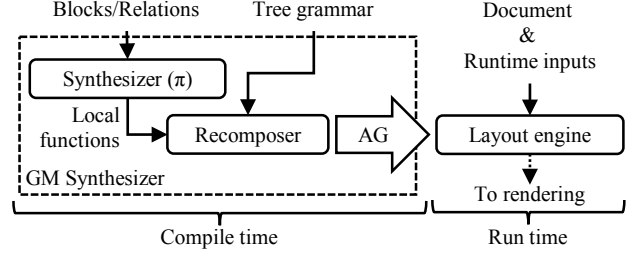 Blocks/Relations
Tree grammar
Document
&
Runtime inputs
Synthesizer (π)
Local
functions
Recomposer
AG
Layout engine
GM Synthesizer
To rendering
Compile time
Run time